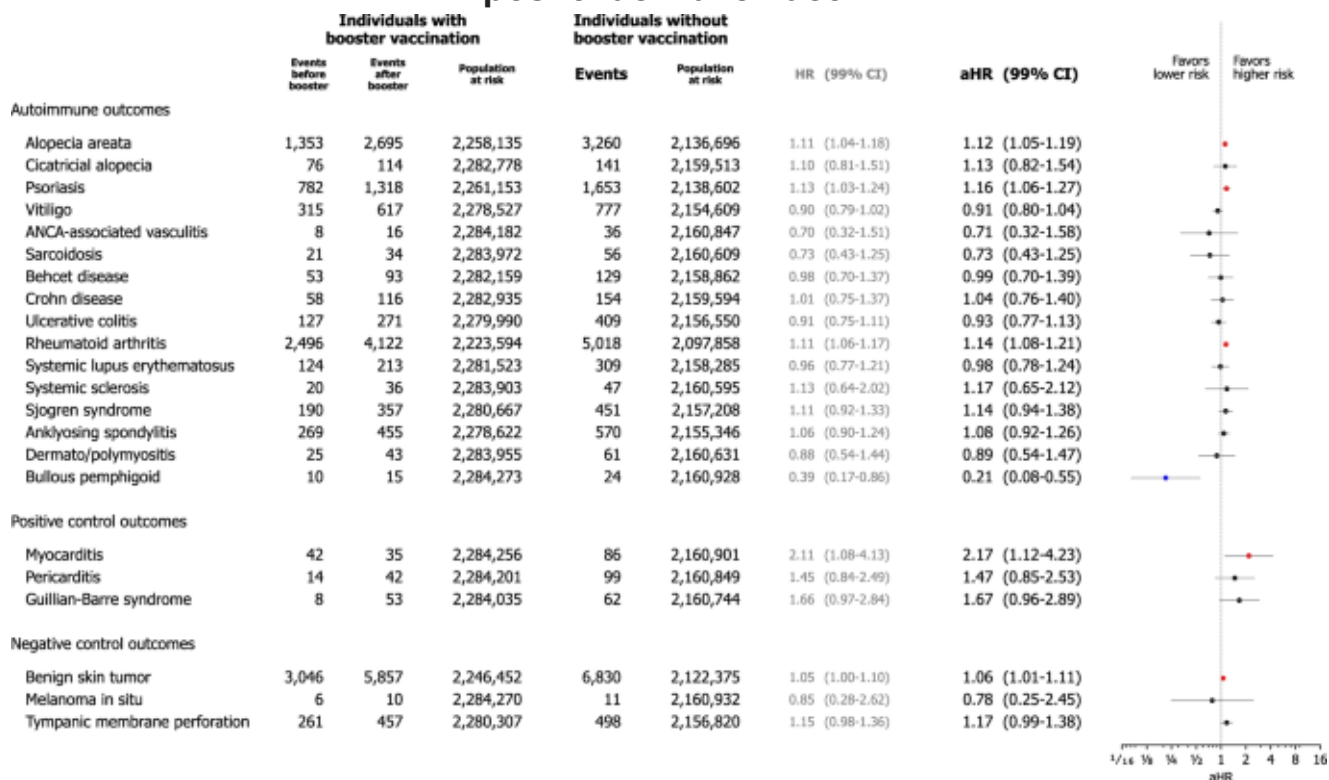 Individuals with booster vaccination Individuals without booster vaccination
Events before booster Events after booster Population at risk Events Population at risk HR (99% CI) aHR (99% CI) Favors lower risk Favors higher risk
Autoimmune outcomes
Alopecia areata 1,353 2,695 2,258,135 3,260 2,136,696 1.11 (1.04-1.18) 1.12 (1.05-1.19)
Cicatricial alopecia 76 114 2,282,778 141 2,159,513 1.10 (0.81-1.51) 1.13 (0.82-1.54)
Psoriasis 782 1,318 2,261,153 1,653 2,138,602 1.13 (1.03-1.24) 1.16 (1.06-1.27)
Vitiligo 315 617 2,278,527 777 2,154,609 0.90 (0.79-1.02) 0.91 (0.80-1.04)
ANCA-associated vasculitis 8 16 2,284,182 36 2,160,847 0.70 (0.32-1.51) 0.71 (0.32-1.58)
Sarcoidosis 21 34 2,283,972 56 2,160,609 0.73 (0.43-1.25) 0.73 (0.43-1.25)
Behcet disease 53 93 2,282,159 129 2,158,862 0.98 (0.70-1.37) 0.99 (0.70-1.39)
Crohn disease 58 116 2,282,935 154 2,159,594 1.01 (0.75-1.37) 1.04 (0.76-1.40)
Ulcerative colitis 127 271 2,279,990 409 2,156,550 0.91 (0.75-1.11) 0.93 (0.77-1.13)
Rheumatoid arthritis 2,496 4,122 2,223,594 5,018 2,097,858 1.11 (1.06-1.17) 1.14 (1.08-1.21)
Systemic lupus erythematosus 124 213 2,281,523 309 2,158,285 0.96 (0.77-1.21) 0.98 (0.78-1.24)
Systemic sclerosis 20 36 2,283,903 47 2,160,595 1.13 (0.64-2.02) 1.17 (0.65-2.12)
Sjogren syndrome 190 357 2,280,667 451 2,157,208 1.11 (0.92-1.33) 1.14 (0.94-1.38)
Anklyosing spondylitis 269 455 2,278,622 570 2,155,346 1.06 (0.90-1.24) 1.08 (0.92-1.26)
Dermato/polymyositis 25 43 2,283,955 61 2,160,631 0.88 (0.54-1.44) 0.89 (0.54-1.47)
Bullous pemphigoid 10 15 2,284,273 24 2,160,928 0.39 (0.17-0.86) 0.21 (0.08-0.55)
Positive control outcomes
Myocarditis 42 35 2,284,256 86 2,160,901 2.11 (1.08-4.13) 2.17 (1.12-4.23)
Pericarditis 14 42 2,284,201 99 2,160,849 1.45 (0.84-2.49) 1.47 (0.85-2.53)
Guillian-Barre syndrome 8 53 2,284,035 62 2,160,744 1.66 (0.97-2.84) 1.67 (0.96-2.89)
Negative control outcomes
Benign skin tumor 3,046 5,857 2,246,452 6,830 2,122,375 1.05 (1.00-1.10) 1.06 (1.01-1.11)
Melanoma in situ 6 10 2,284,270 11 2,160,932 0.85 (0.28-2.62) 0.78 (0.25-2.45)
Tympanic membrane perforation 261 457 2,280,307 498 2,156,820 1.15 (0.98-1.36) 1.17 (0.99-1.38)
1/16 1/8 1/4 1/2 1 2 4 8 16
aHR